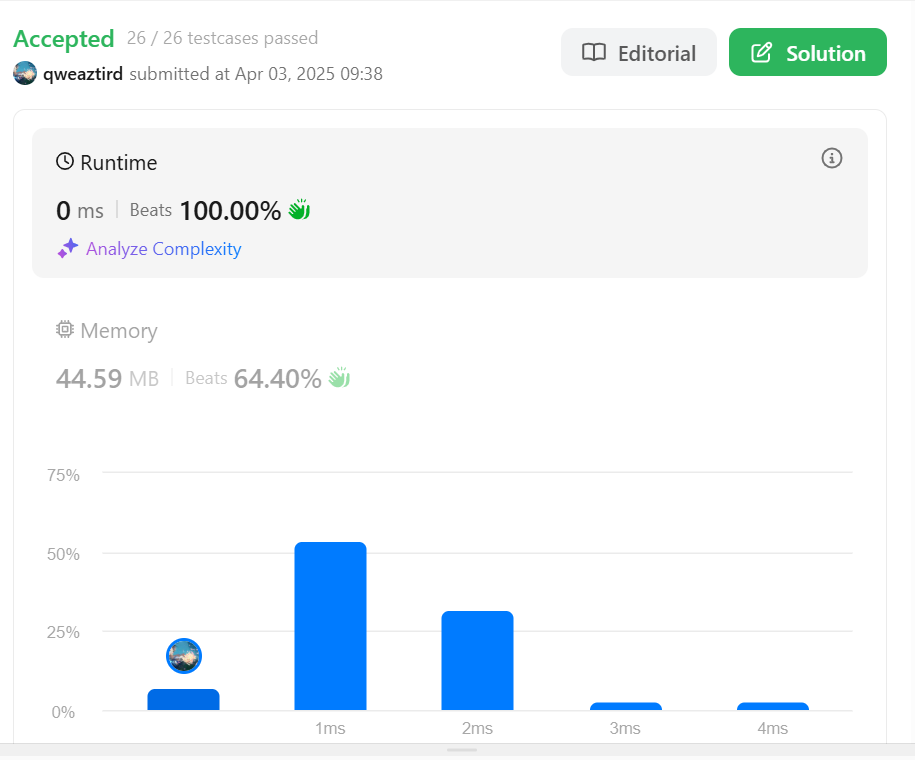 Accepted 26 / 26 testcases passed
Editorial
Solution
qweaztird submitted at Apr 03, 2025 09:38
Runtime
0 ms Beats 100.00%
Analyze Complexity
Memory
44.59 MB Beats 64.40%
75%
50%
25%
0%
1ms 2ms 3ms 4ms